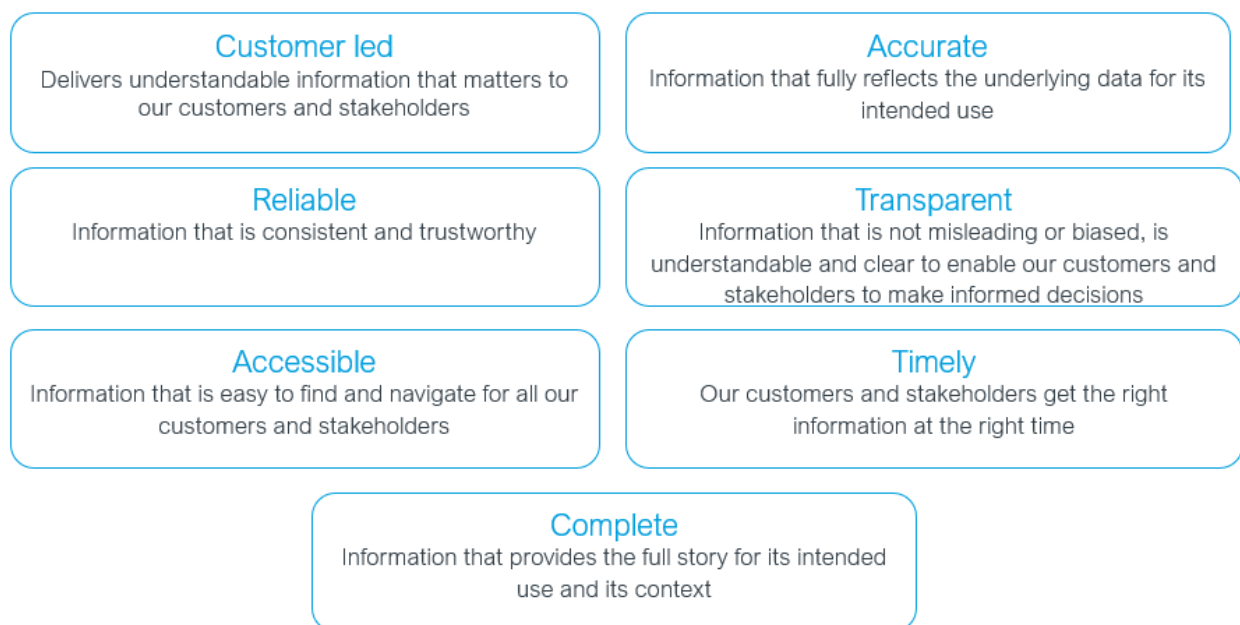 Customer led
Delivers understandable information that matters to
our customers and stakeholders
Accurate
Information that fully reflects the underlying data for its
intended use
Reliable
Information that is consistent and trustworthy
Transparent
Information that is not misleading or biased, is
understandable and clear to enable our customers and
stakeholders to make informed decisions
Accessible
Information that is easy to find and navigate for all our
customers and stakeholders
Timely
Our customers and stakeholders get the right
information at the right time
Complete
Information that provides the full story for its intended
use and its context